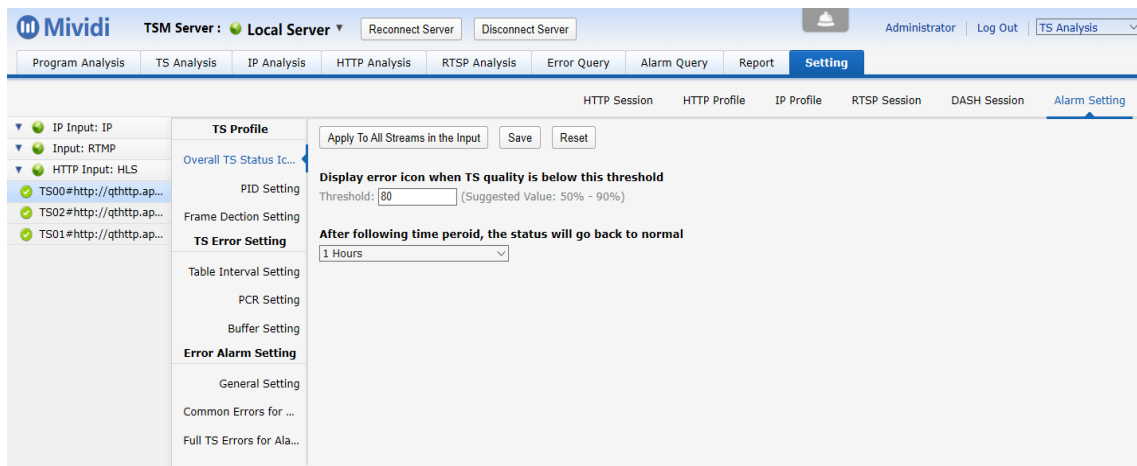 Mividi TSM Server : Local Server ▼ Reconnect Server Disconnect Server Administrator | Log Out | TS Analysis
Program Analysis TS Analysis IP Analysis HTTP Analysis RTSP Analysis Error Query Alarm Query Report Setting
HTTP Session HTTP Profile IP Profile RTSP Session DASH Session Alarm Setting
IP Input: IP
Input: RTMP
HTTP Input: HLS
TS00#http://qthttp.ap...
TS02#http://qthttp.ap...
TS01#http://qthttp.ap...
TS Profile
Overall TS Status Ic...
PID Setting
Frame Dection Setting
TS Error Setting
Table Interval Setting
PCR Setting
Buffer Setting
Error Alarm Setting
General Setting
Common Errors for ...
Full TS Errors for Ala...
Apply To All Streams in the Input Save Reset
Display error icon when TS quality is below this threshold
Threshold: 80 (Suggested Value: 50% - 90%)
After following time peroid, the status will go back to normal
1 Hours